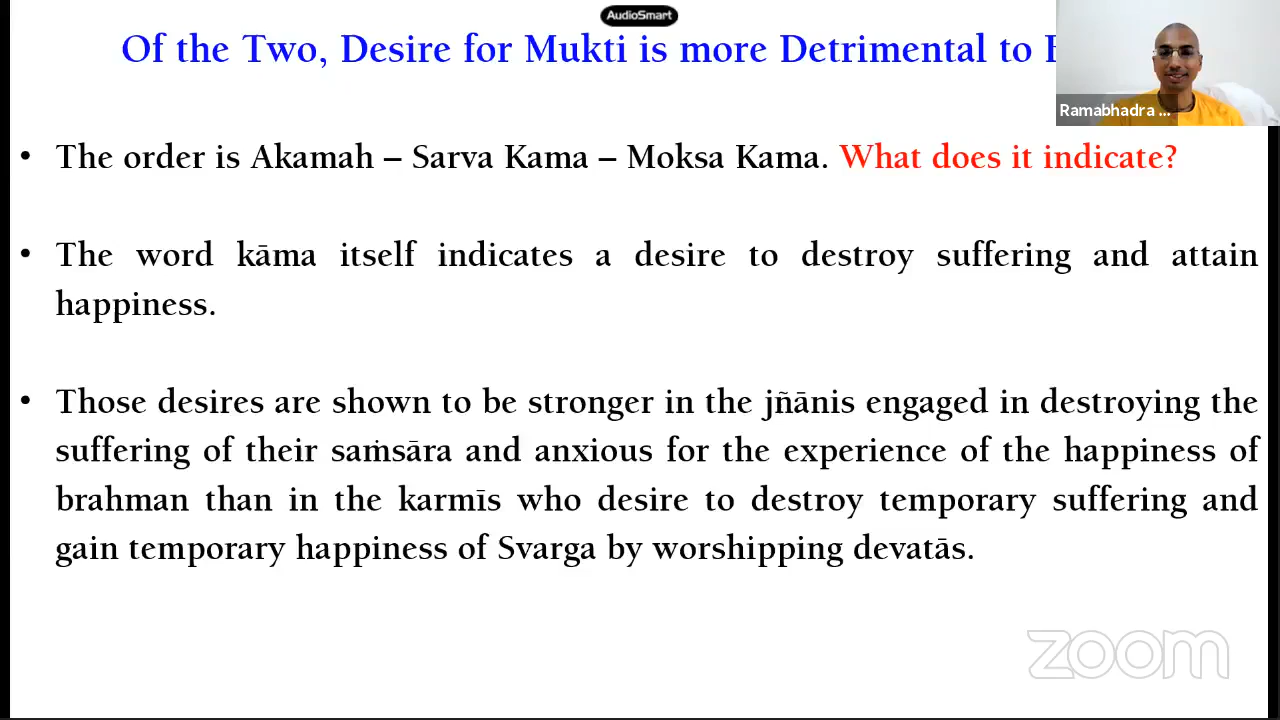 AudioSmart
Of the Two, Desire for Mukti is more Detrimental to
Ramabhadra ...
• The order is Akamah – Sarva Kama – Moksa Kama. What does it indicate?
• The word kāma itself indicates a desire to destroy suffering and attain
happiness.
• Those desires are shown to be stronger in the jñānis engaged in destroying the
suffering of their saṁsāra and anxious for the experience of the happiness of
brahman than in the karmīs who desire to destroy temporary suffering and
gain temporary happiness of Svarga by worshipping devatās.
zoom